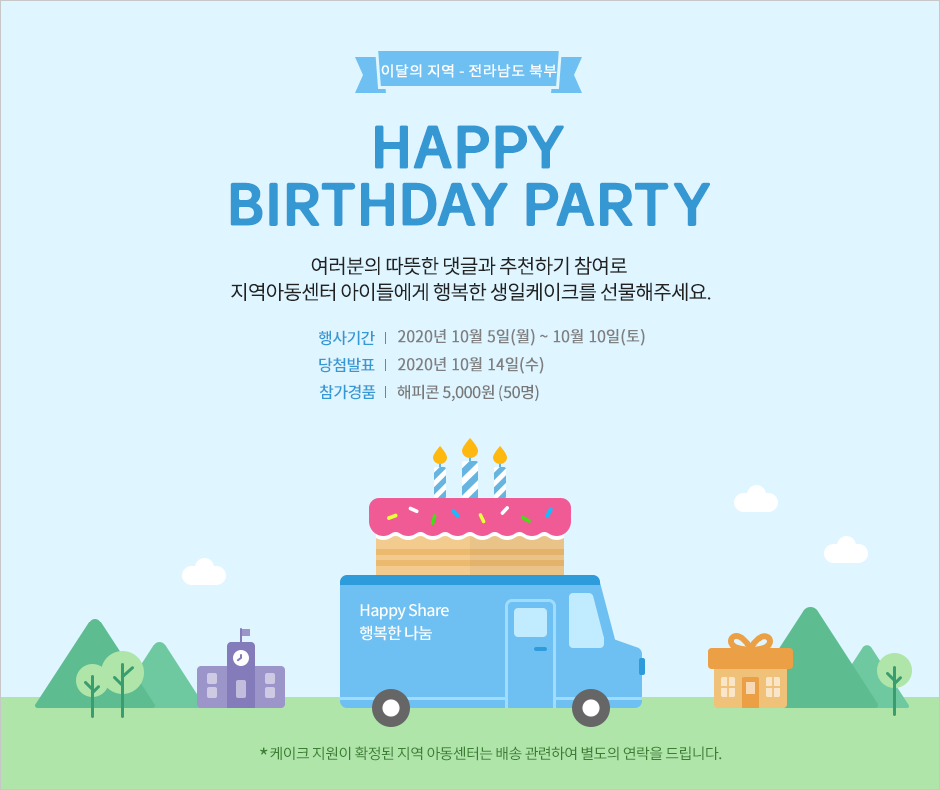 이달의 지역 - 전라남도 북부
HAPPY
BIRTHDAY PARTY
여러분의 따뜻한 댓글과 추천하기 참여로
지역아동센터 아이들에게 행복한 생일케이크를 선물해주세요.
행사기간 | 2020년 10월 5일(월) ~ 10월 10일(토)
당첨발표 | 2020년 10월 14일(수)
참가경품 | 해피콘 5,000원 (50명)
Happy Share
행복한 나눔
* 케이크 지원이 확정된 지역 아동센터는 배송 관련하여 별도의 연락을 드립니다.